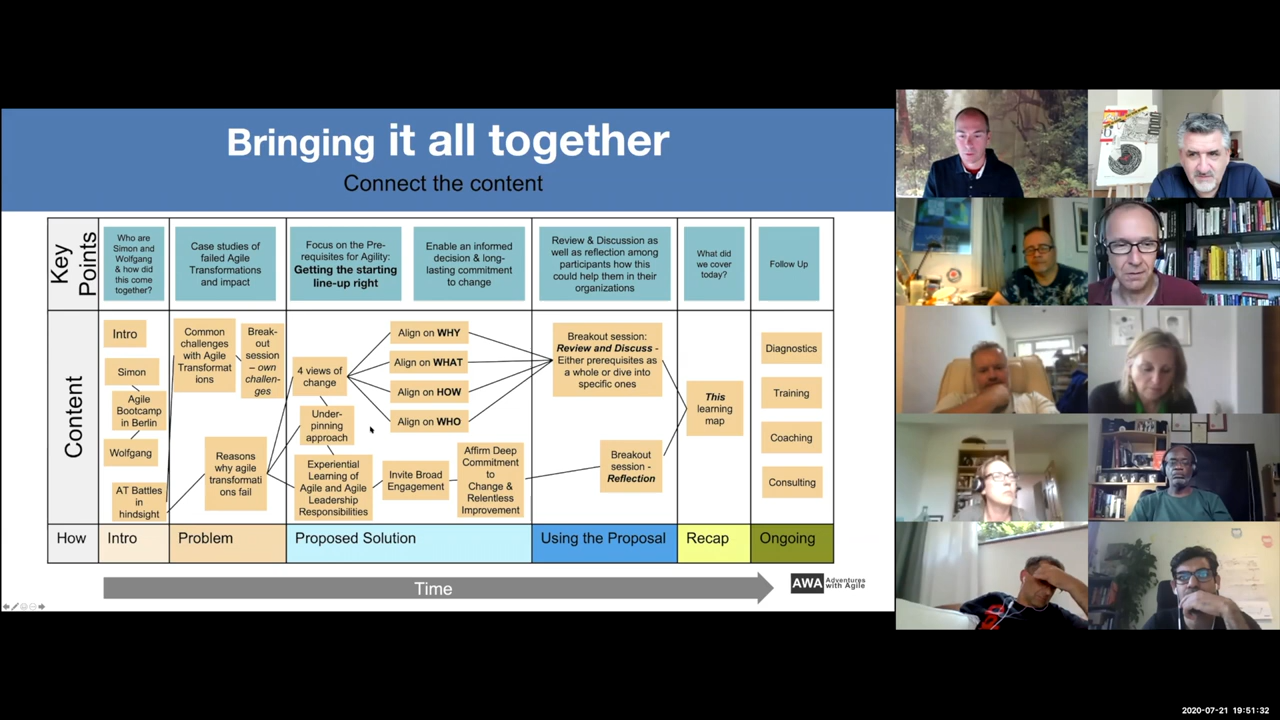 Bringing it all together
Connect the content
Key
Points
Who are
Simon and
Wolfgang
& how did
this come
together?
Case studies of
failed Agile
Transformations
and impact
Focus on the Pre-
requisites for Agility:
Getting the starting
line-up right
Enable an informed
decision & long-
lasting commitment
to change
Review & Discussion as
well as reflection among
participants how this
could help them in their
organizations
What did
we cover
today?
Follow Up
Content
Intro
Simon
Agile
Bootcamp
in Berlin
Wolfgang
AT Battles
in
hindsight
Common
challenges
with Agile
Transformat
ions
Break-
out
session
– own
challen-
ges
Reasons
why agile
transformati
ons fail
4 views of
change
Under-
pinning
approach
Experiential
Learning of
Agile and Agile
Leadership
Responsibilities
Align on WHY
Align on WHAT
Align on HOW
Align on WHO
Invite Broad
Engagement
Affirm Deep
Commitment
to
Change &
Relentless
Improvement
Breakout session:
Review and Discuss -
Either prerequisites as
a whole or dive into
specific ones
Breakout
session -
Reflection
This
learning
map
Diagnostics
Training
Coaching
Consulting
How
Intro
Problem
Proposed Solution
Using the Proposal
Recap
Ongoing
Time
AWA Adventures
with Agile
2020-07-21 19:51:32